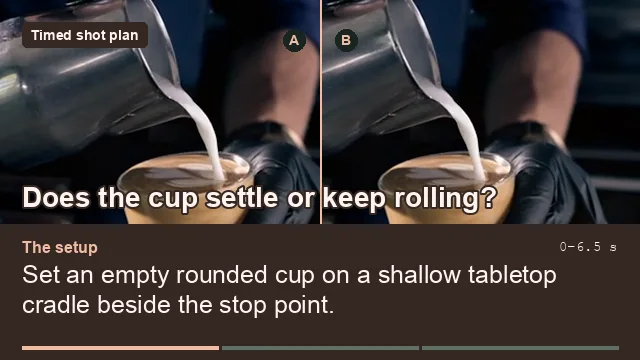 Timed shot plan
A
B
Does the cup settle or keep rolling?
The setup
0–6.5 s
Set an empty rounded cup on a shallow tabletop
cradle beside the stop point.